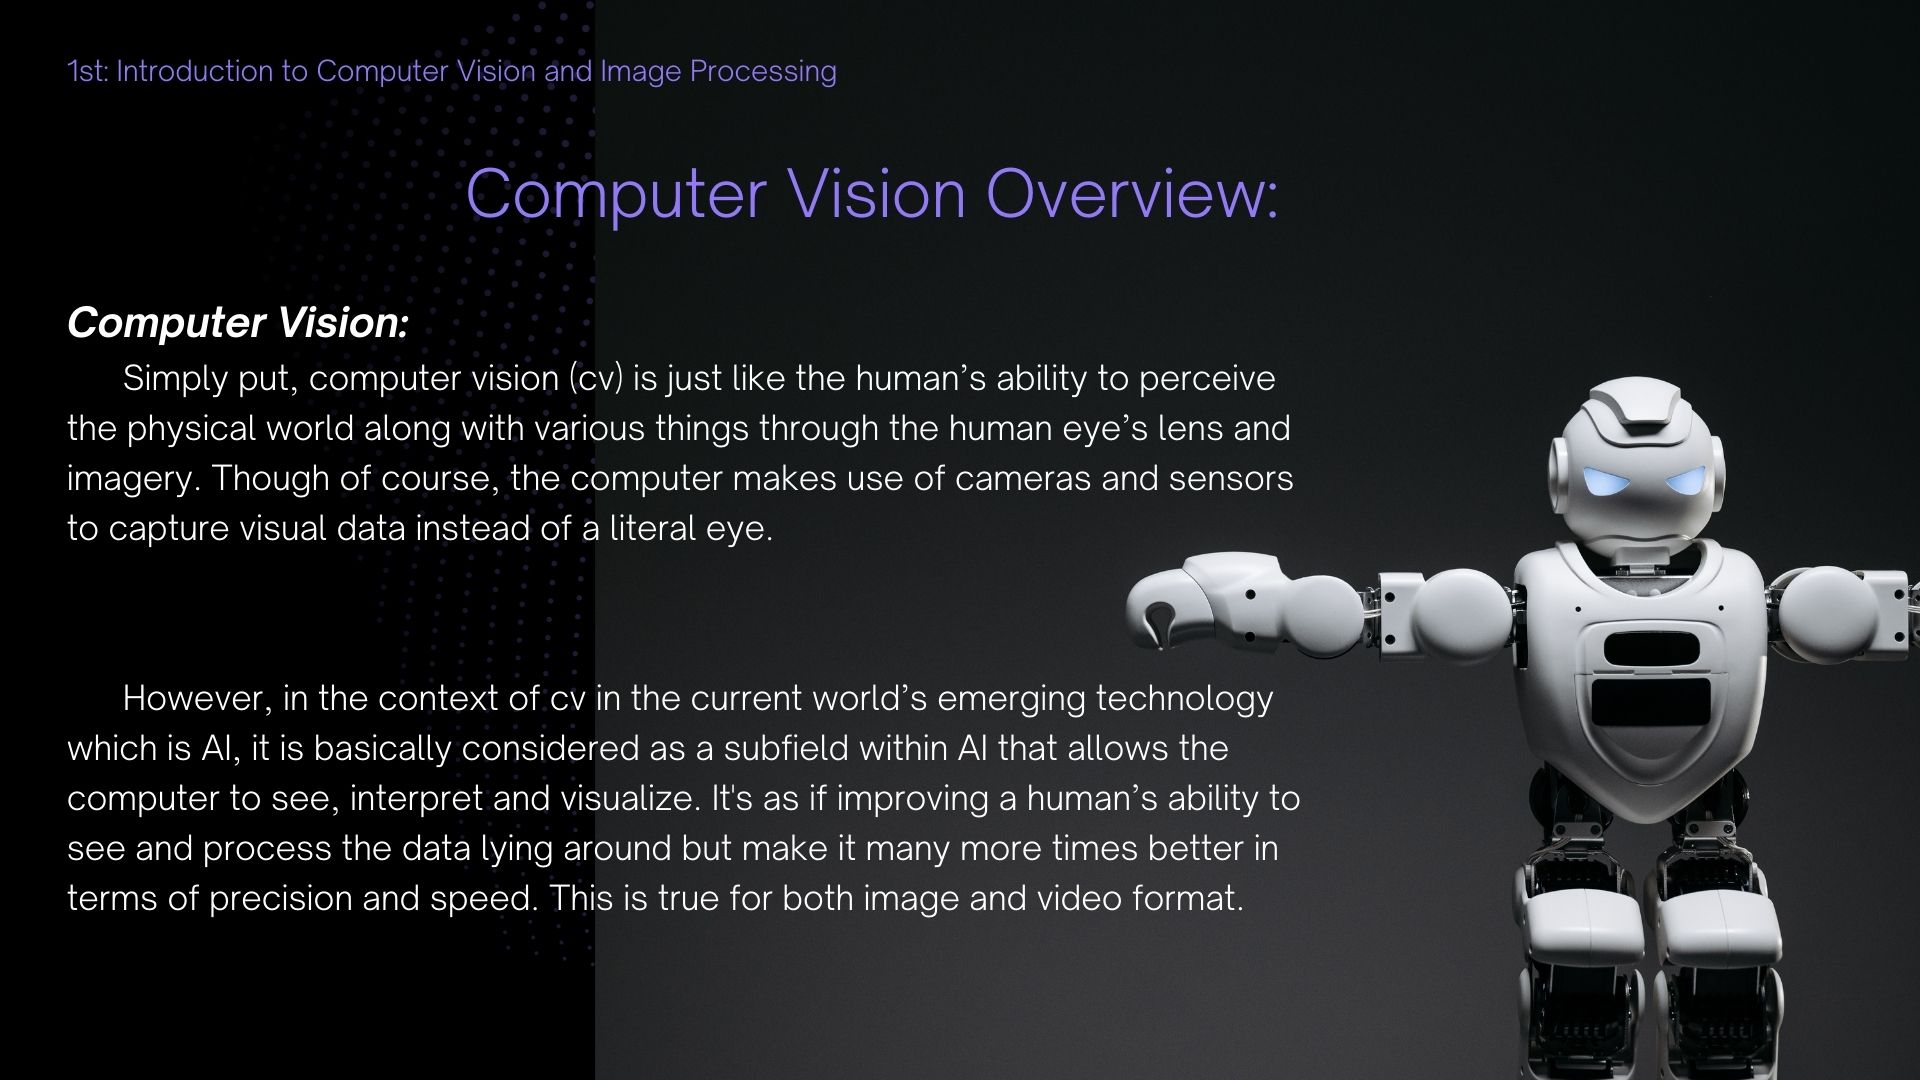 1st: Introduction to Computer Vision and Image Processing
Computer Vision Overview:
Computer Vision:
Simply put, computer vision (cv) is just like the human’s ability to perceive
the physical world along with various things through the human eye’s lens and
imagery. Though of course, the computer makes use of cameras and sensors
to capture visual data instead of a literal eye.
However, in the context of cv in the current world’s emerging technology
which is AI, it is basically considered as a subfield within AI that allows the
computer to see, interpret and visualize. It's as if improving a human’s ability to
see and process the data lying around but make it many more times better in
terms of precision and speed. This is true for both image and video format.